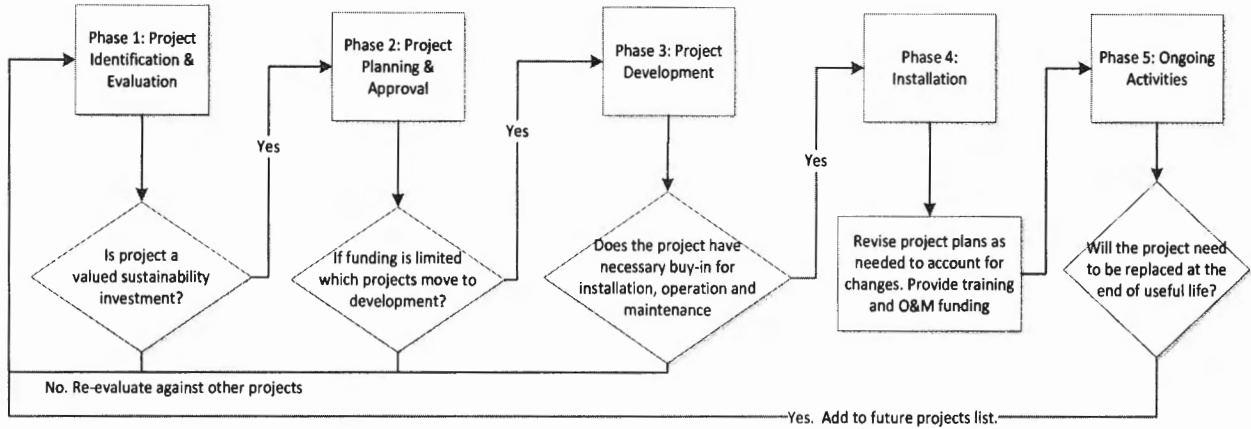 Phase 1: Project
Identification &
Evaluation
Phase 2: Project
Planning &
Approval
Phase 3: Project
Development
Phase 4:
Installation
Phase 5: Ongoing
Activities
Yes
Yes
Yes
Is project a
valued sustainability
investment?
If funding is limited
which projects move to
development?
Does the project have
necessary buy-in for
installation, operation and
maintenance
Revise project plans as
needed to account for
changes. Provide training
and O&M funding
Will the project need
to be replaced at the
end of useful life?
No. Re-evaluate against other projects
Yes. Add to future projects list.